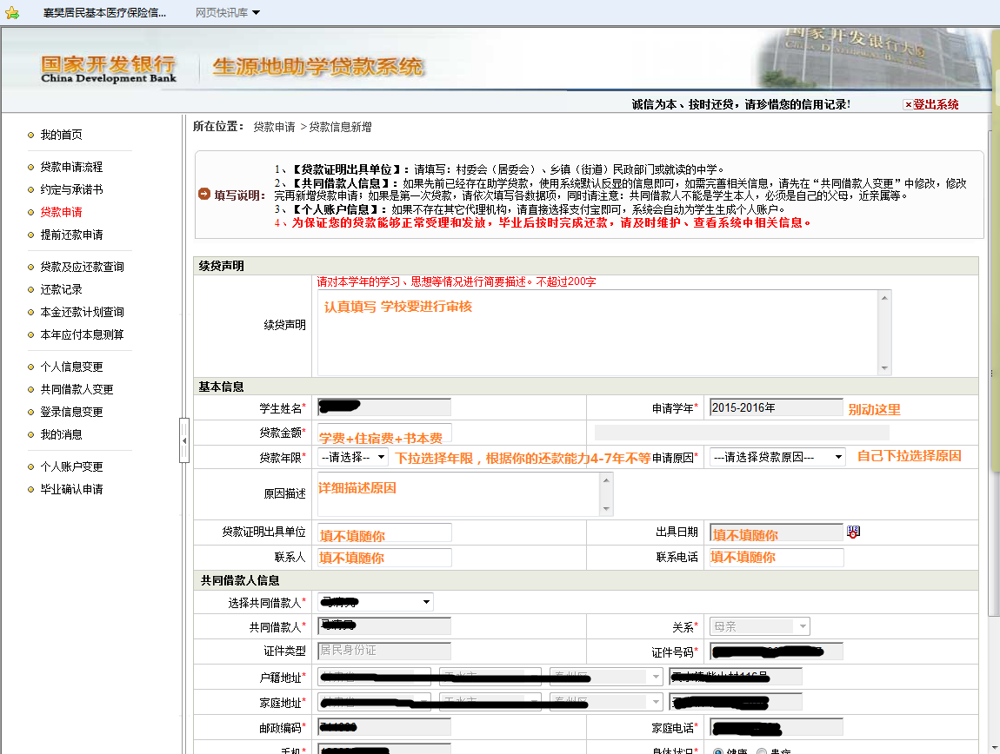 襄樊居民基本医疗保险信... 网页快讯库
国家开发银行 生源地助学贷款系统
China Development Bank
国家开发银行大厦
诚信为本、按时还贷，请珍惜您的信用记录! 登出系统
我的首页
贷款申请流程
约定与承诺书
贷款申请
提前还款申请
贷款及应还款查询
还款记录
本金还款计划查询
本年应付本息测算
个人信息变更
共同借款人变更
登录信息变更
我的消息
个人账户变更
毕业确认申请
所在位置： 贷款申请 >贷款信息新增
填写说明：
1、【贷款证明出具单位】：请填写：村委会（居委会）、乡镇（街道）民政部门或就读的中学。
2、【共同借款人信息】：如果先前已经存在助学贷款，使用系统默认反显的信息即可，如需完善相关信息，请先在“共同借款人变更”中修改，修改
完再新增贷款申请；如果是第一次贷款，请依次填写各数据项，同时请注意：共同借款人不能是学生本人，必须是自己的父母，近亲属等。
3、【个人账户信息】：如果不存在其它代理机构，请直接选择支付宝即可，系统会自动为学生生成个人账户。
4、为保证您的贷款能够正常受理和发放，毕业后按时完成还款，请及时维护、查看系统中相关信息。
续贷声明
请对本学年的学习、思想等情况进行简要描述。不超过200字
续贷声明 认真填写 学校要进行审核
基本信息
学生姓名* 申请学年* 2015-2016年 别动这里
贷款金额* 学费+住宿费+书本费
贷款年限* --请选择-- 下拉选择年限，根据你的还款能力4-7年不等 申请原因* ---请选择贷款原因--- 自己下拉选择原因
原因描述 详细描述原因
贷款证明出具单位 填不填随你 出具日期 填不填随你
联系人 填不填随你 联系电话 填不填随你
共同借款人信息
选择共同借款人*
共同借款人* 关系* 母亲
证件类型 居民身份证 证件号码*
户籍地址*
家庭地址*
邮政编码* 家庭电话*
手机* 身体状况* 健康 患病